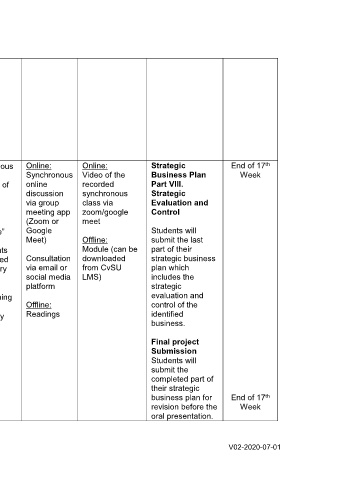 ous
of
e"
nts
ed
ry
ning
y
Online:
Synchronous
online
discussion
via group
meeting app
(Zoom or
Google
Meet)
Consultation
via email or
social media
platform
Offline:
Readings
Online:
Video of the
recorded
synchronous
class via
zoom/google
meet
Offline:
Module (can be
downloaded
from CvSU
LMS)
Strategic
Business Plan
Part VIII.
Strategic
Evaluation and
Control
Students will
submit the last
part of their
strategic business
plan which
includes the
strategic
evaluation and
control of the
identified
business.
Final project
Submission
Students will
submit the
completed part of
their strategic
business plan for
revision before the
oral presentation.
End of 17th
Week
End of 17th
Week
V02-2020-07-01